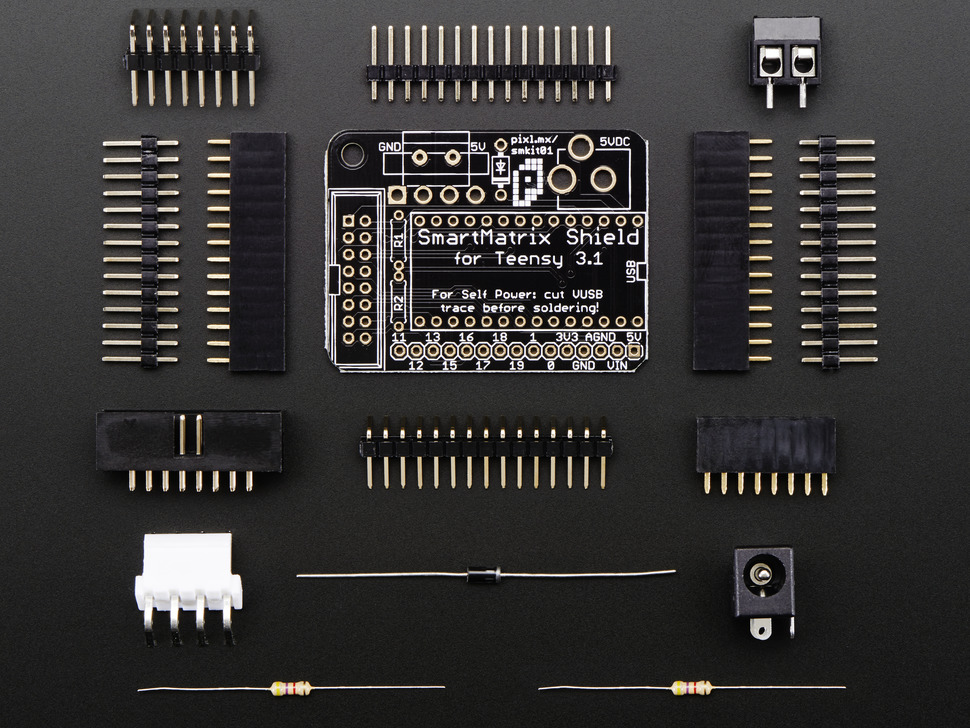 pixl.mx/
smkit01
GND
5V
5VDC
R1
SmartMatrix Shield
for Teensy 3.1
USB
R2
For Self Power: cut VUSB
trace before soldering!
11 13 16 18 1 3V3 AGND 5V
12 15 17 19 0 GND VIN